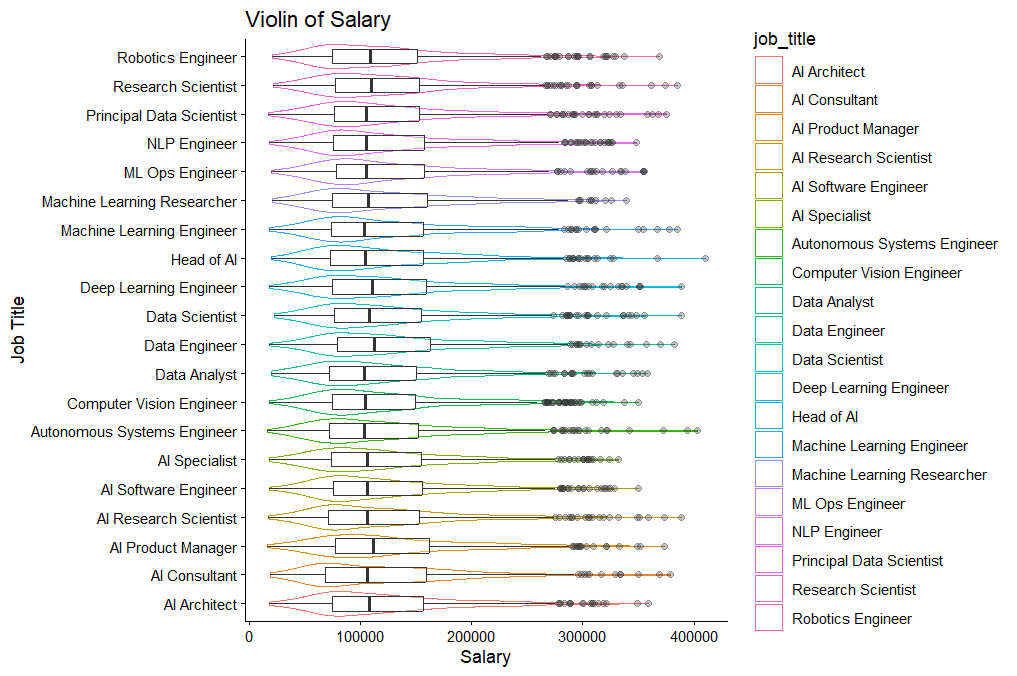 Violin of Salary
Job Title
Robotics Engineer
Research Scientist
Principal Data Scientist
NLP Engineer
ML Ops Engineer
Machine Learning Researcher
Machine Learning Engineer
Head of AI
Deep Learning Engineer
Data Scientist
Data Engineer
Data Analyst
Computer Vision Engineer
Autonomous Systems Engineer
AI Specialist
AI Software Engineer
AI Research Scientist
AI Product Manager
AI Consultant
AI Architect
0 100000 200000 300000 400000
Salary
job_title
AI Architect
AI Consultant
AI Product Manager
AI Research Scientist
AI Software Engineer
AI Specialist
Autonomous Systems Engineer
Computer Vision Engineer
Data Analyst
Data Engineer
Data Scientist
Deep Learning Engineer
Head of AI
Machine Learning Engineer
Machine Learning Researcher
ML Ops Engineer
NLP Engineer
Principal Data Scientist
Research Scientist
Robotics Engineer